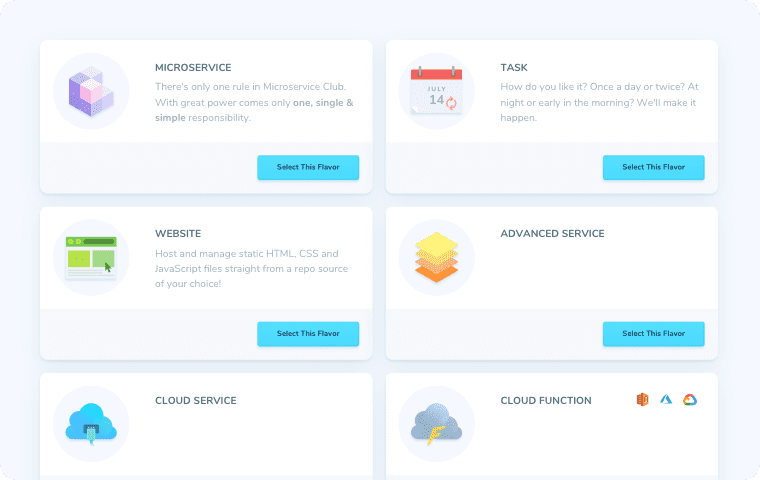 MICROSERVICE
There's only one rule in Microservice Club.
With great power comes only one, single &
simple responsibility.
Select This Flavor
JULY
14
TASK
How do you like it? Once a day or twice? At
night or early in the morning? We'll make it
happen.
Select This Flavor
WEBSITE
Host and manage static HTML, CSS and
JavaScript files straight from a repo source
of your choice!
Select This Flavor
ADVANCED SERVICE
Select This Flavor
CLOUD SERVICE
CLOUD FUNCTION